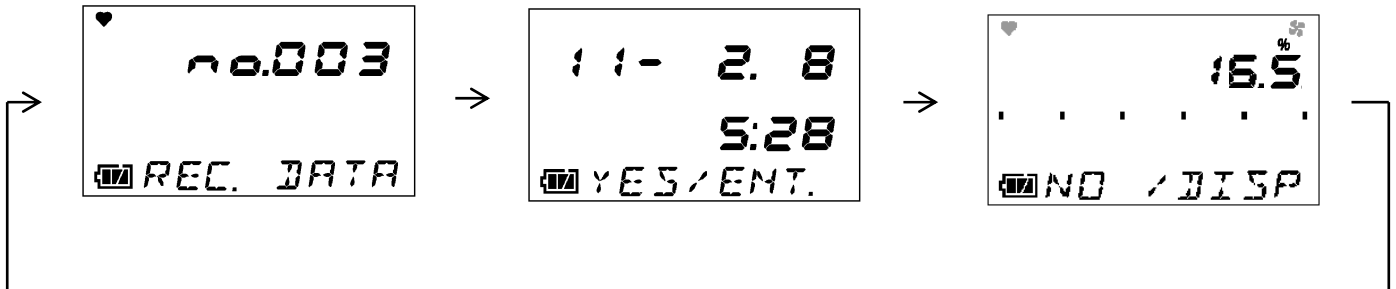 no.003
REC. DATA
11- 2. 8
5:28
YES/ENT.
%
16.5
NO /DISP